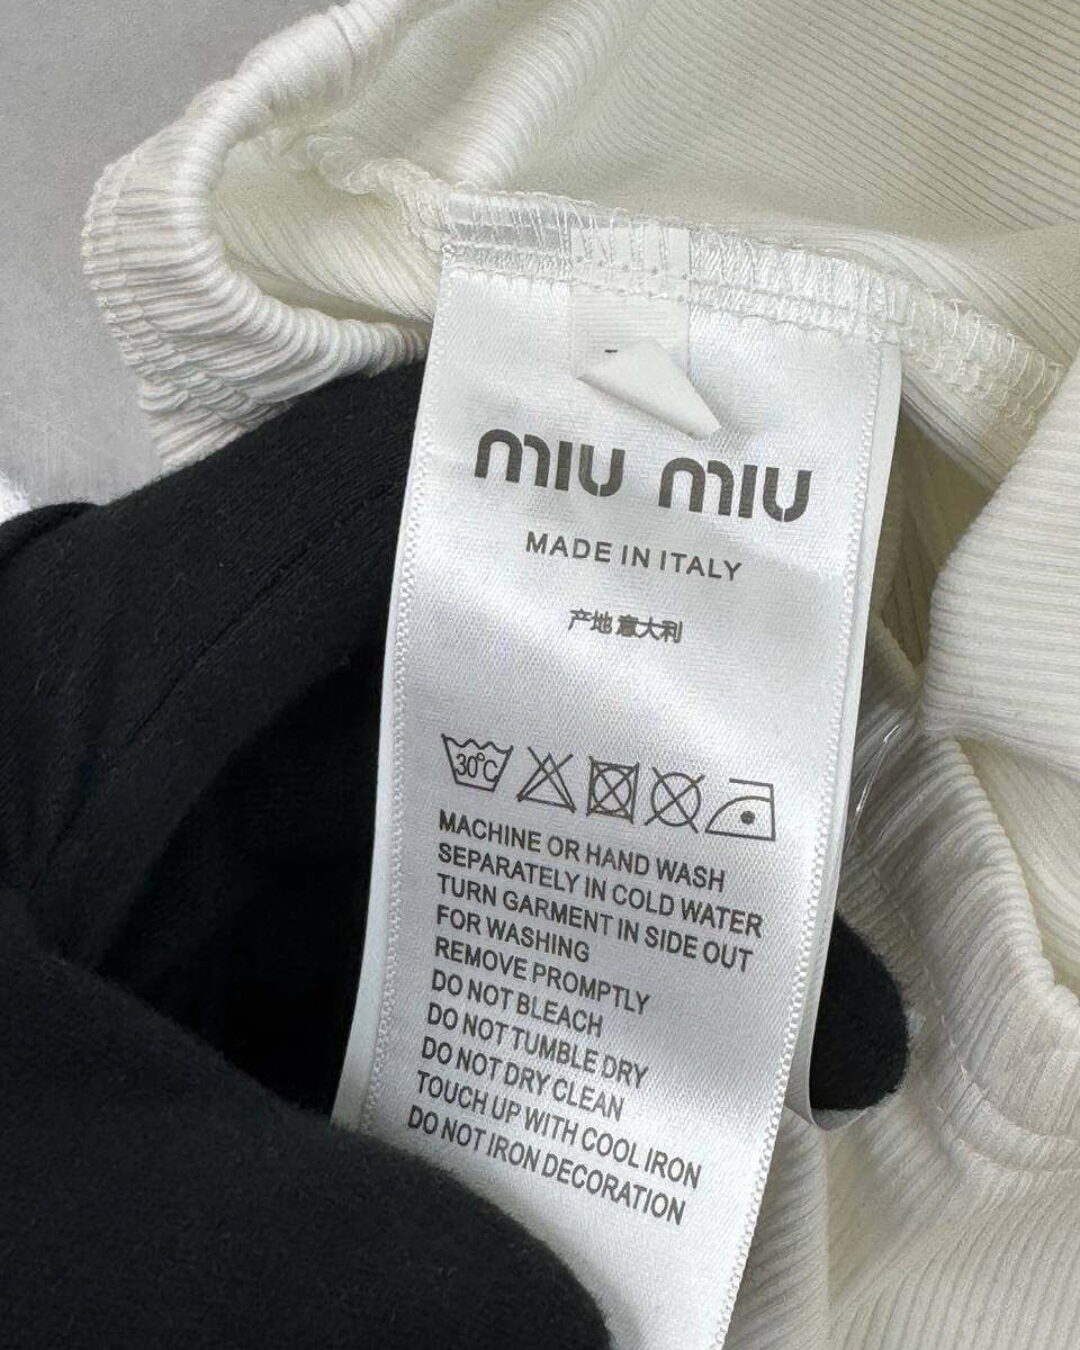 miu miu
MADE IN ITALY
产地 意大利
30℃
MACHINE OR HAND WASH
SEPARATELY IN COLD WATER
TURN GARMENT IN SIDE OUT
FOR WASHING
REMOVE PROMPTLY
DO NOT BLEACH
DO NOT TUMBLE DRY
DO NOT DRY CLEAN
TOUCH UP WITH COOL IRON
DO NOT IRON DECORATION